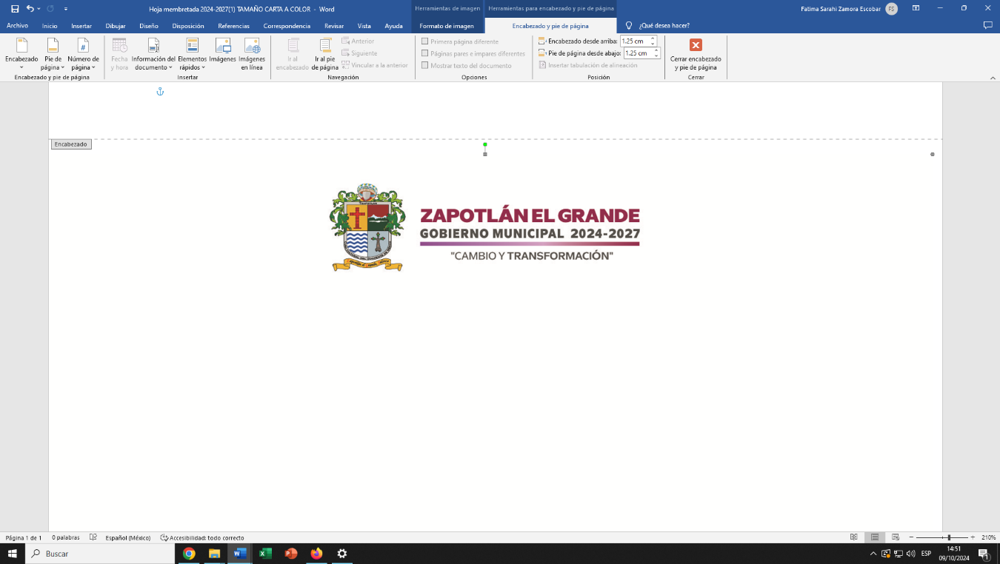 Hoja membretada 2024-2027(1) TAMAÑO CARTA A COLOR - Word
Herramientas de imagen
Herramientas para encabezado y pie de página
Fatima Sarahi Zamora Escobar
FS
Archivo Inicio Insertar Dibujar Diseño Disposición Referencias Correspondencia Revisar Vista Ayuda Formato de imagen Encabezado y pie de página ¿Qué desea hacer?
Encabezado
Pie de página
Número de página
Encabezado y pie de página
Fecha y hora
Información del documento
Elementos rápidos
Imágenes
Imágenes en línea
Insertar
Ir al encabezado
Ir al pie de página
Anterior
Siguiente
Vincular a la anterior
Navegación
Primera página diferente
Páginas pares e impares diferentes
Mostrar texto del documento
Opciones
Encabezado desde arriba: 1.25 cm
Pie de página desde abajo: 1.25 cm
Insertar tabulación de alineación
Posición
Cerrar encabezado y pie de página
Cerrar
Encabezado
ZAPOTLÁN EL GRANDE
GOBIERNO MUNICIPAL 2024-2027
"CAMBIO Y TRANSFORMACIÓN"
Página 1 de 1 0 palabras Español (México) Accesibilidad: todo correcto 210%
Buscar
ESP
14:51
09/10/2024
1